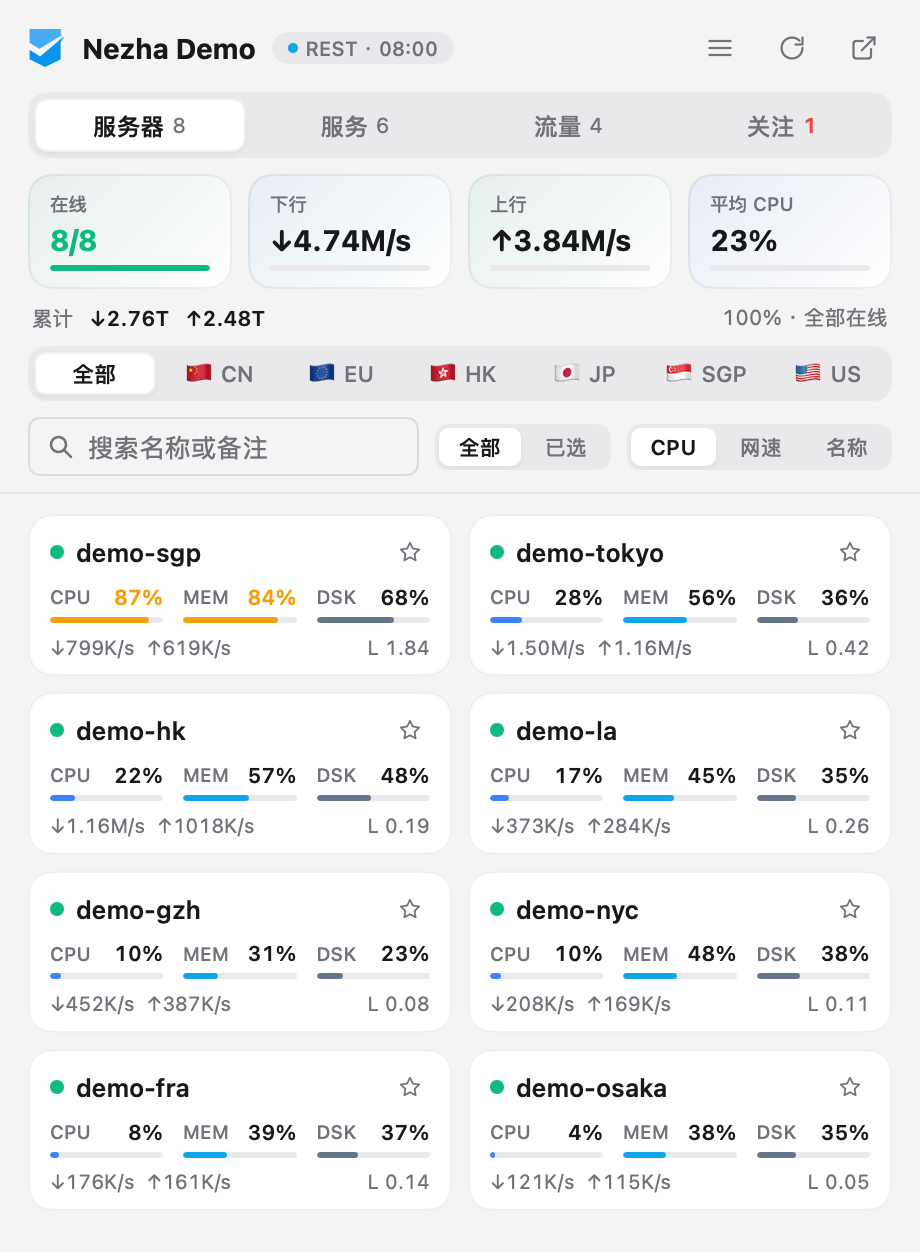 Nezha Demo REST · 08:00
服务器 8 服务 6 流量 4 关注 1
在线 下行 上行 平均 CPU
8/8 ↓4.74M/s ↑3.84M/s 23%
累计 ↓2.76T ↑2.48T 100% · 全部在线
全部 🇨🇳 CN 🇪🇺 EU 🇭🇰 HK 🇯🇵 JP 🇸🇬 SGP 🇺🇸 US
搜索名称或备注 全部 已选 CPU 网速 名称
demo-sgp
CPU 87% MEM 84% DSK 68%
↓799K/s ↑619K/s L 1.84
demo-tokyo
CPU 28% MEM 56% DSK 36%
↓1.50M/s ↑1.16M/s L 0.42
demo-hk
CPU 22% MEM 57% DSK 48%
↓1.16M/s ↑1018K/s L 0.19
demo-la
CPU 17% MEM 45% DSK 35%
↓373K/s ↑284K/s L 0.26
demo-gzh
CPU 10% MEM 31% DSK 23%
↓452K/s ↑387K/s L 0.08
demo-nyc
CPU 10% MEM 48% DSK 38%
↓208K/s ↑169K/s L 0.11
demo-fra
CPU 8% MEM 39% DSK 37%
↓176K/s ↑161K/s L 0.14
demo-osaka
CPU 4% MEM 38% DSK 35%
↓121K/s ↑115K/s L 0.05